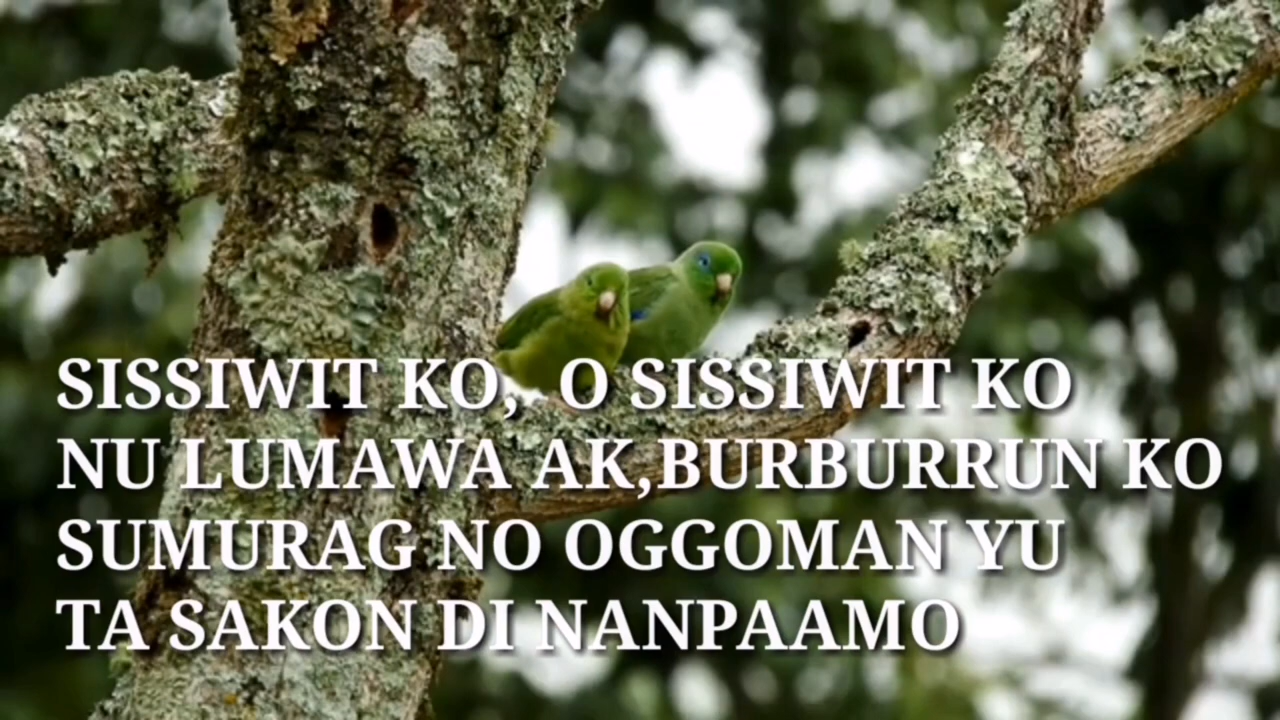 SISSIWIT KO, O SISSIWIT KO
NU LUMAWA AK,BURBURRUN KO
SUMURAG NO OGGOMAN YU
TA SAKON DI NANPAAMO